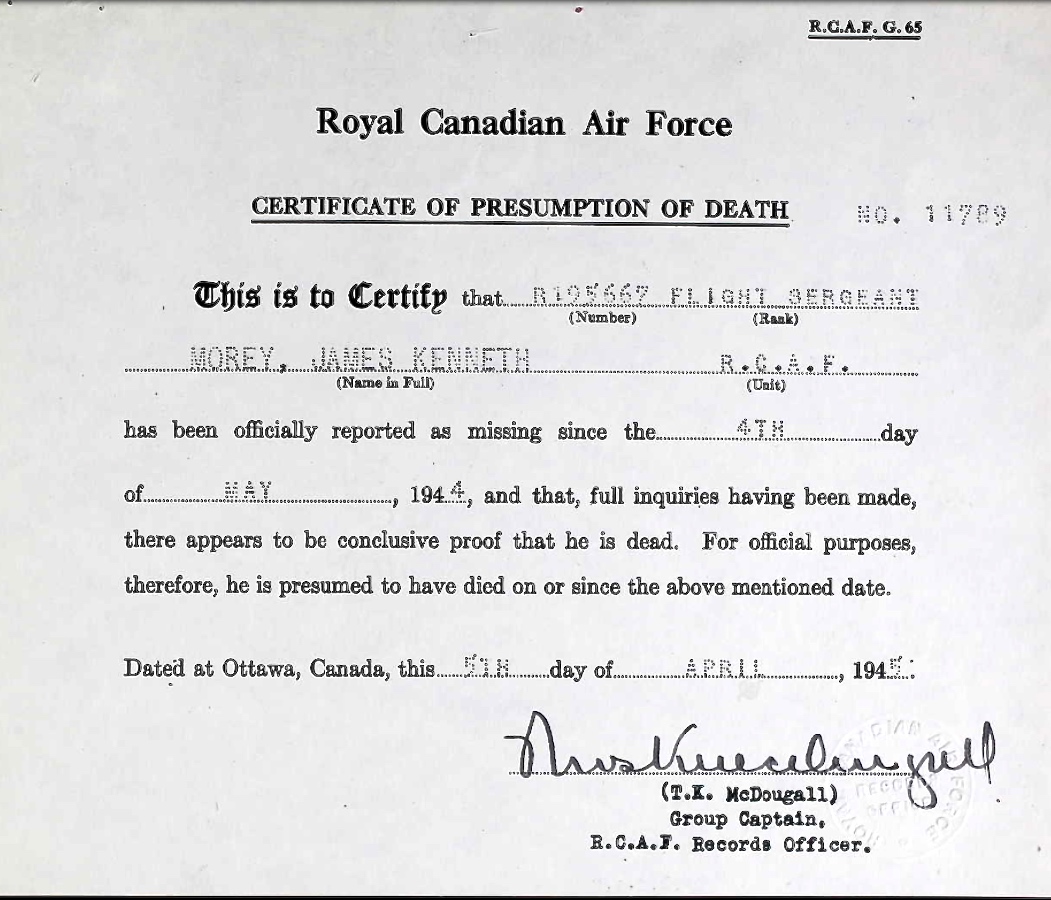 R.C.A.F. G. 65
Royal Canadian Air Force
CERTIFICATE OF PRESUMPTION OF DEATH NO. 11789
This is to Certify that R195667 FLIGHT SERGEANT
(Number) (Rank)
MOREY, JAMES KENNETH R.C.A.F.
(Name in Full) (Unit)
has been officially reported as missing since the 4TH day
of MAY, 1944, and that, full inquiries having been made,
there appears to be conclusive proof that he is dead. For official purposes,
therefore, he is presumed to have died on or since the above mentioned date.
Dated at Ottawa, Canada, this 5TH day of APRIL, 1945.
(T.K. McDougall)
Group Captain,
R.C.A.F. Records Officer.